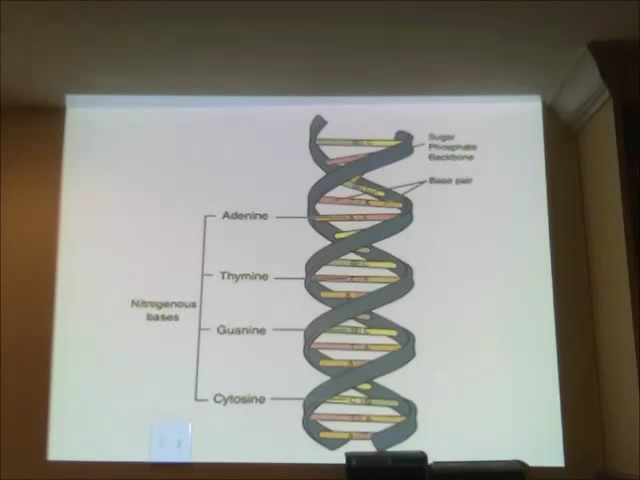 Sugar
Phosphate
Backbone
Base pair
Adenine
Thymine
Nitrogenous
bases
Guanine
Cytosine